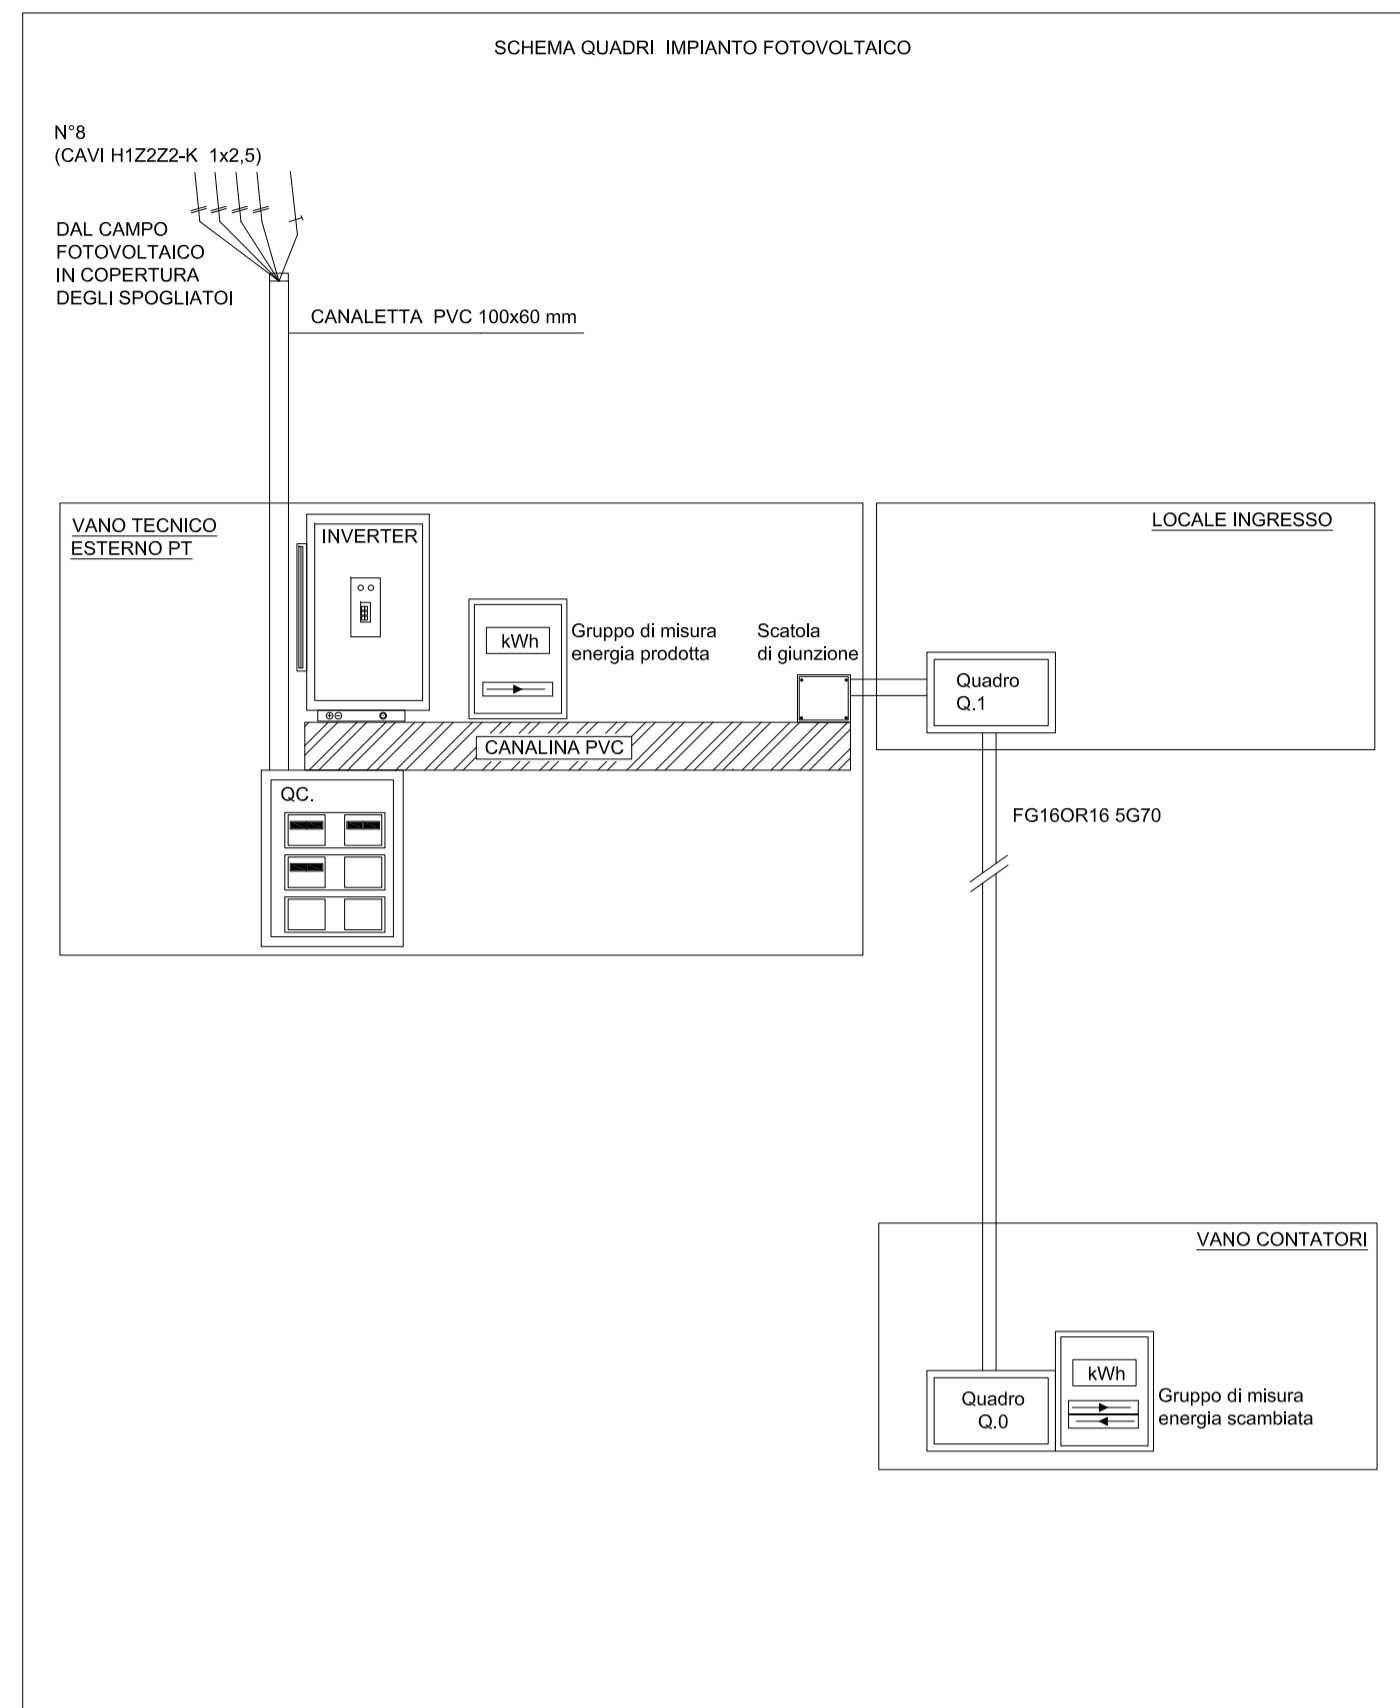 SCHEMA QUADRI IMPIANTO FOTOVOLTAICO
N°8
(CAVI H1Z2Z2-K 1x2,5)
DAL CAMPO
FOTOVOLTAICO
IN COPERTURA
DEGLI SPOGLIATOI
CANALETTA PVC 100x60 mm
VANO TECNICO
ESTERNO PT
INVERTER
kWh
Gruppo di misura
energia prodotta
Scatola
di giunzione
CANALINA PVC
QC.
LOCALE INGRESSO
Quadro
Q.1
FG16OR16 5G70
VANO CONTATORI
Quadro
Q.0
kWh
Gruppo di misura
energia scambiata